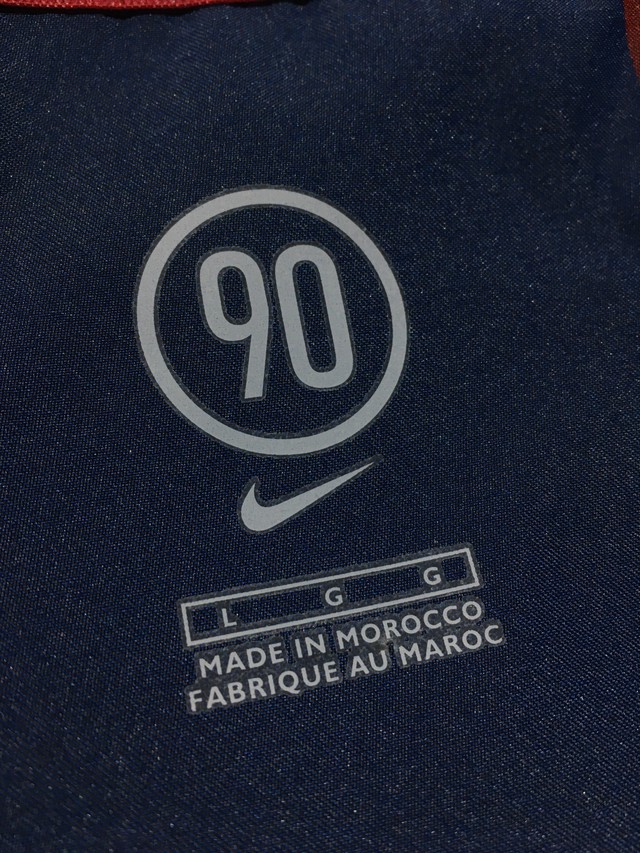 90
L G G
MADE IN MOROCCO
FABRIQUE AU MAROC